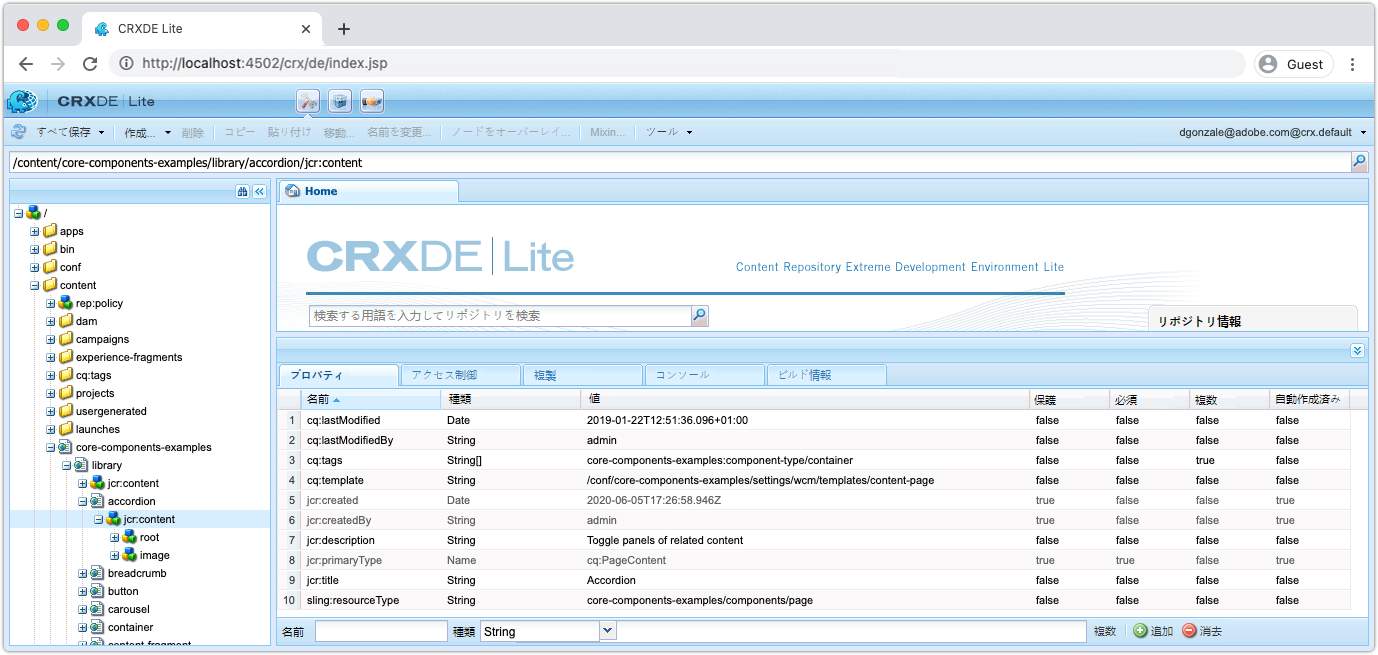 CRXDE Lite
http://localhost:4502/crx/de/index.jsp
Guest
CRXDE | Lite
すべて保存 作成... 削除 コピー 貼り付け 移動... 名前を変更... ノードをオーバーレイ... Mixin... ツール dgonzale@adobe.com@crx.default
/content/core-components-examples/library/accordion/jcr:content
/
apps
bin
conf
content
rep:policy
dam
campaigns
experience-fragments
cq:tags
projects
usergenerated
launches
core-components-examples
library
jcr:content
accordion
jcr:content
root
image
breadcrumb
button
carousel
container
content-fragment
Home
CRXDE | Lite
Content Repository Extreme Development Environment Lite
検索する用語を入力してリポジトリを検索
リポジトリ情報
プロパティ アクセス制御 複製 コンソール ビルド情報
名前 種類 値 保護 必須 複数 自動作成済み
1 cq:lastModified Date 2019-01-22T12:51:36.096+01:00 false false false false
2 cq:lastModifiedBy String admin false false false false
3 cq:tags String[] core-components-examples:component-type/container false false true false
4 cq:template String /conf/core-components-examples/settings/wcm/templates/content-page false false false false
5 jcr:created Date 2020-06-05T17:26:58.946Z true false false true
6 jcr:createdBy String admin true false false true
7 jcr:description String Toggle panels of related content false false false false
8 jcr:primaryType Name cq:PageContent true true false true
9 jcr:title String Accordion false false false false
10 sling:resourceType String core-components-examples/components/page false false false false
名前 種類 String 複数 追加 消去